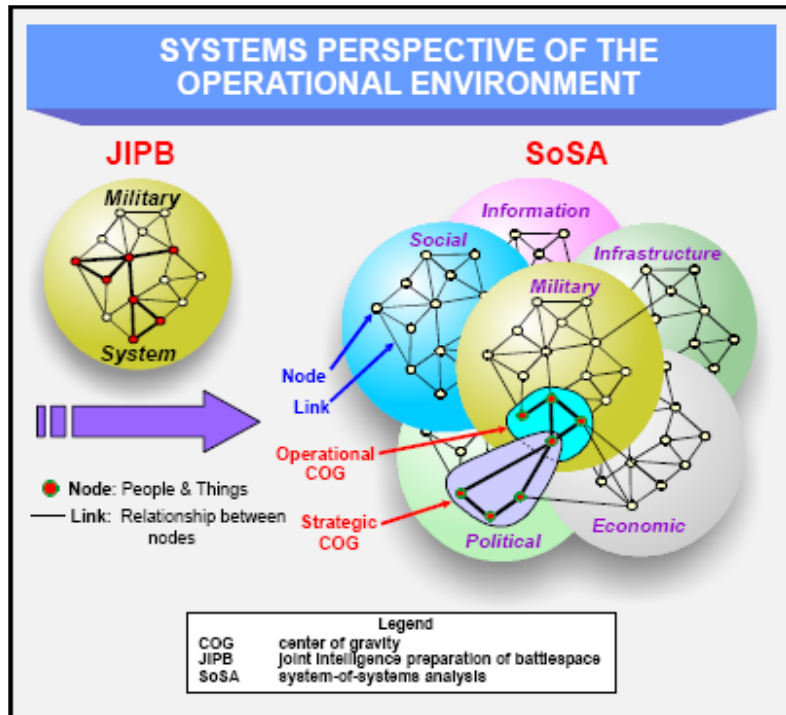 SYSTEMS PERSPECTIVE OF THE
OPERATIONAL ENVIRONMENT
JIPB
SoSA
Military
System
Information
Social
Infrastructure
Military
Node
Link
Operational
COG
Strategic
COG
Political
Economic
Node: People & Things
Link: Relationship between
nodes
Legend
COG center of gravity
JIPB joint intelligence preparation of battlespace
SoSA system-of-systems analysis